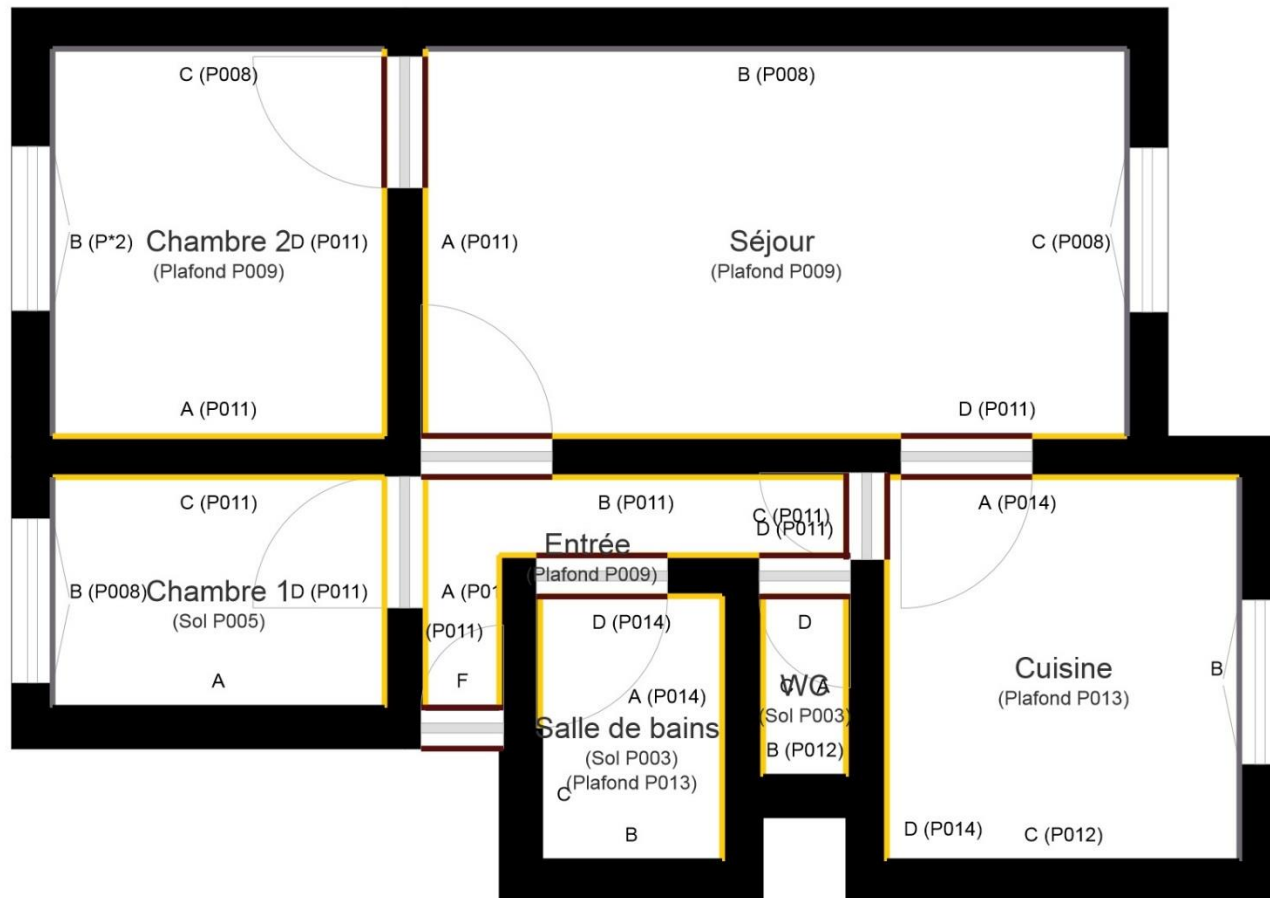 C (P008)
B (P008)
B (P*2)
Chambre 2
D (P011)
(Plafond P009)
A (P011)
Séjour
C (P008)
(Plafond P009)
A (P011)
D (P011)
C (P011)
B (P011)
C (P011)
D (P011)
A (P014)
Entrée
(Plafond P009)
B (P008)
Chambre 1
D (P011)
(Sol P005)
A (P01
(P011)
D (P014)
D
A
F
A (P014)
C
A
WC
(Sol P003)
Cuisine
B
(Plafond P013)
Salle de bains
(Sol P003)
B (P012)
(Plafond P013)
C
B
D (P014)
C (P012)